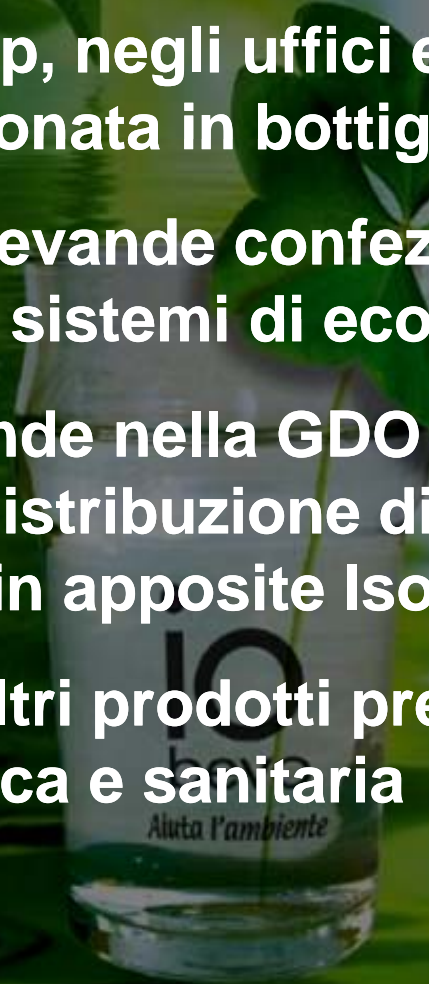 p, negli uffici e
onata in bottig
evande confez
sistemi di eco
nde nella GDO
istribuzione di
in apposite Iso
ltri prodotti pre
ca e sanitaria
io
bevo
Aiuta l'ambiente